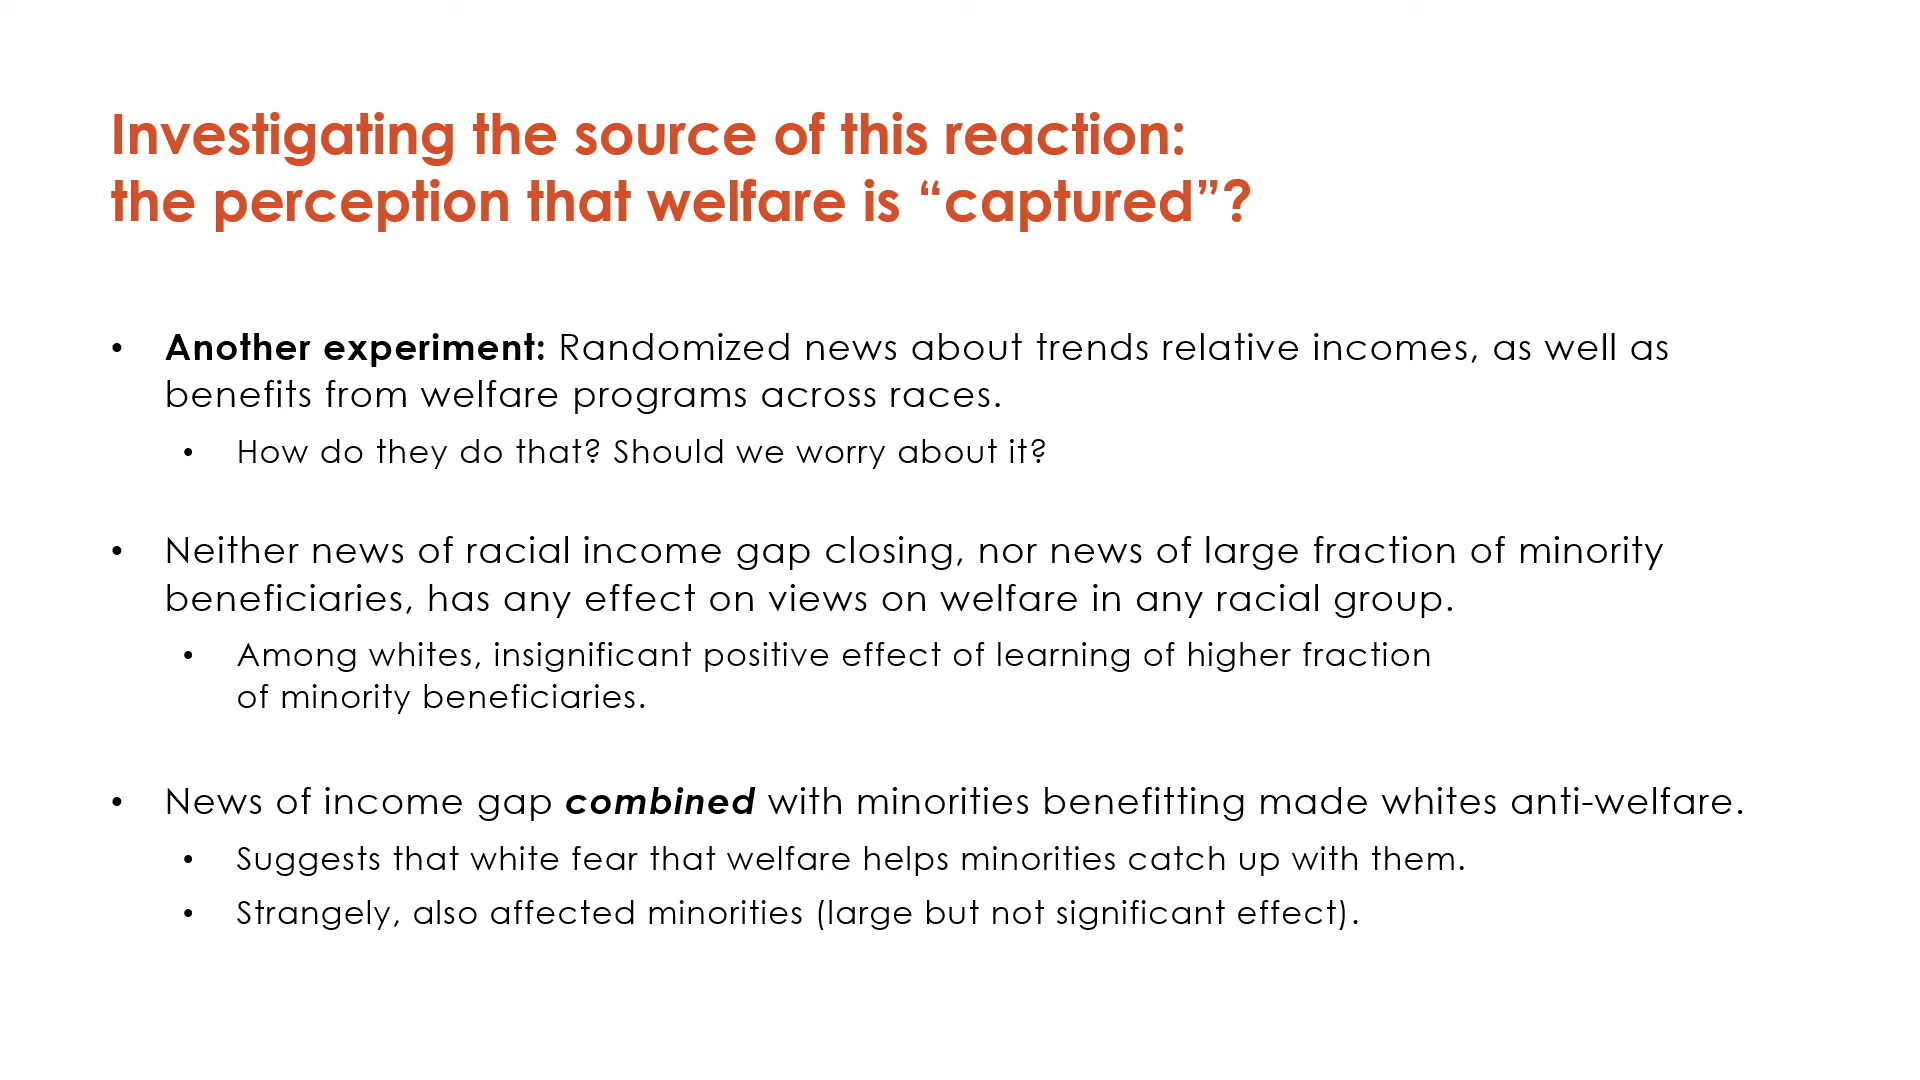 Investigating the source of this reaction:
the perception that welfare is “captured”?
• Another experiment: Randomized news about trends relative incomes, as well as
benefits from welfare programs across races.
• How do they do that? Should we worry about it?
• Neither news of racial income gap closing, nor news of large fraction of minority
beneficiaries, has any effect on views on welfare in any racial group.
• Among whites, insignificant positive effect of learning of higher fraction
of minority beneficiaries.
• News of income gap combined with minorities benefitting made whites anti-welfare.
• Suggests that white fear that welfare helps minorities catch up with them.
• Strangely, also affected minorities (large but not significant effect).